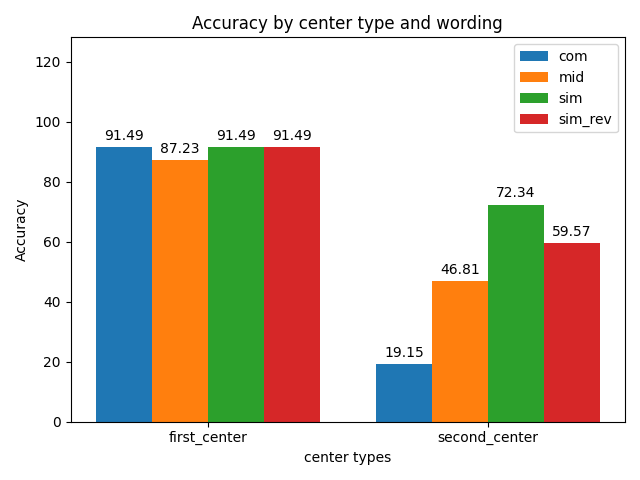 Accuracy by center type and wording
com
mid
sim
sim_rev
120
100
80
60
40
20
0
Accuracy
91.49
87.23
91.49
91.49
19.15
46.81
72.34
59.57
first_center
second_center
center types